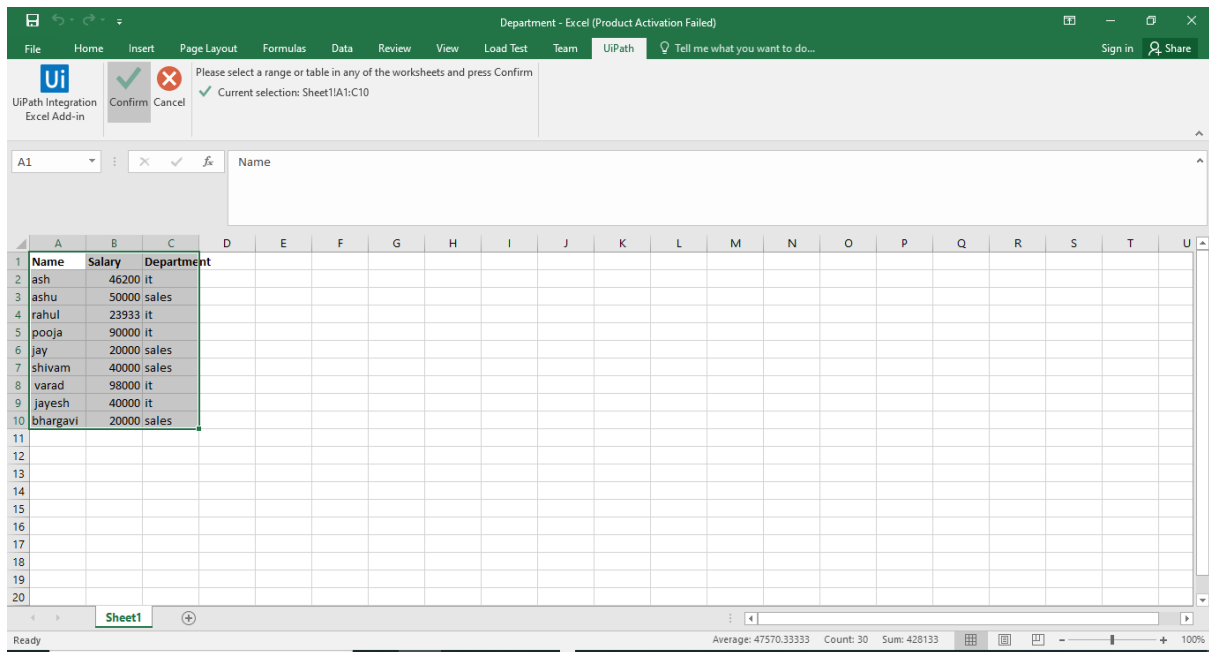 Department - Excel (Product Activation Failed)
File Home Insert Page Layout Formulas Data Review View Load Test Team UiPath Tell me what you want to do... Sign in Share
Ui
UiPath Integration
Excel Add-in
Confirm Cancel
Please select a range or table in any of the worksheets and press Confirm
Current selection: Sheet1!A1:C10
A1 fx Name
A B C D E F G H I J K L M N O P Q R S T U
1 Name Salary Department
2 ash 46200 it
3 ashu 50000 sales
4 rahul 23933 it
5 pooja 90000 it
6 jay 20000 sales
7 shivam 40000 sales
8 varad 98000 it
9 jayesh 40000 it
10 bhargavi 20000 sales
11
12
13
14
15
16
17
18
19
20
Sheet1
Ready Average: 47570.33333 Count: 30 Sum: 428133 100%